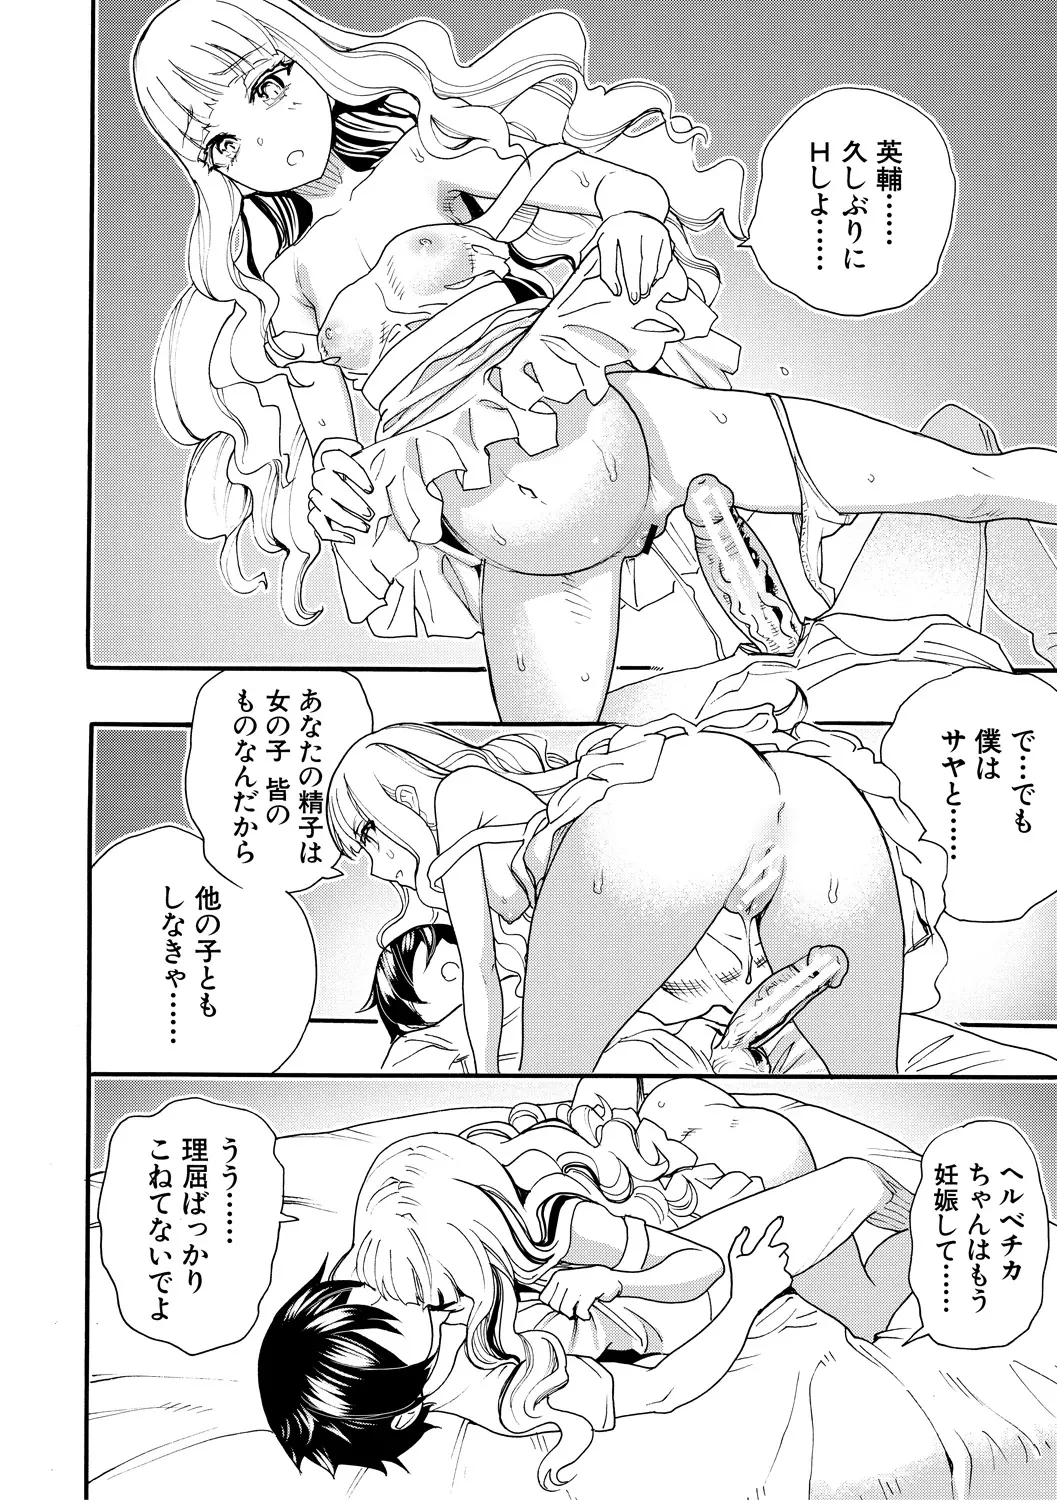 英輔……
久しぶりに
Hしよ……
で…でも
僕は
サヤと……
あなたの精子は
女の子 皆の
ものなんだから
他の子とも
しなきゃ……
ヘルベチカ
ちゃんはもう
妊娠して……
うう……
理屈ばっかり
こねてないでよ